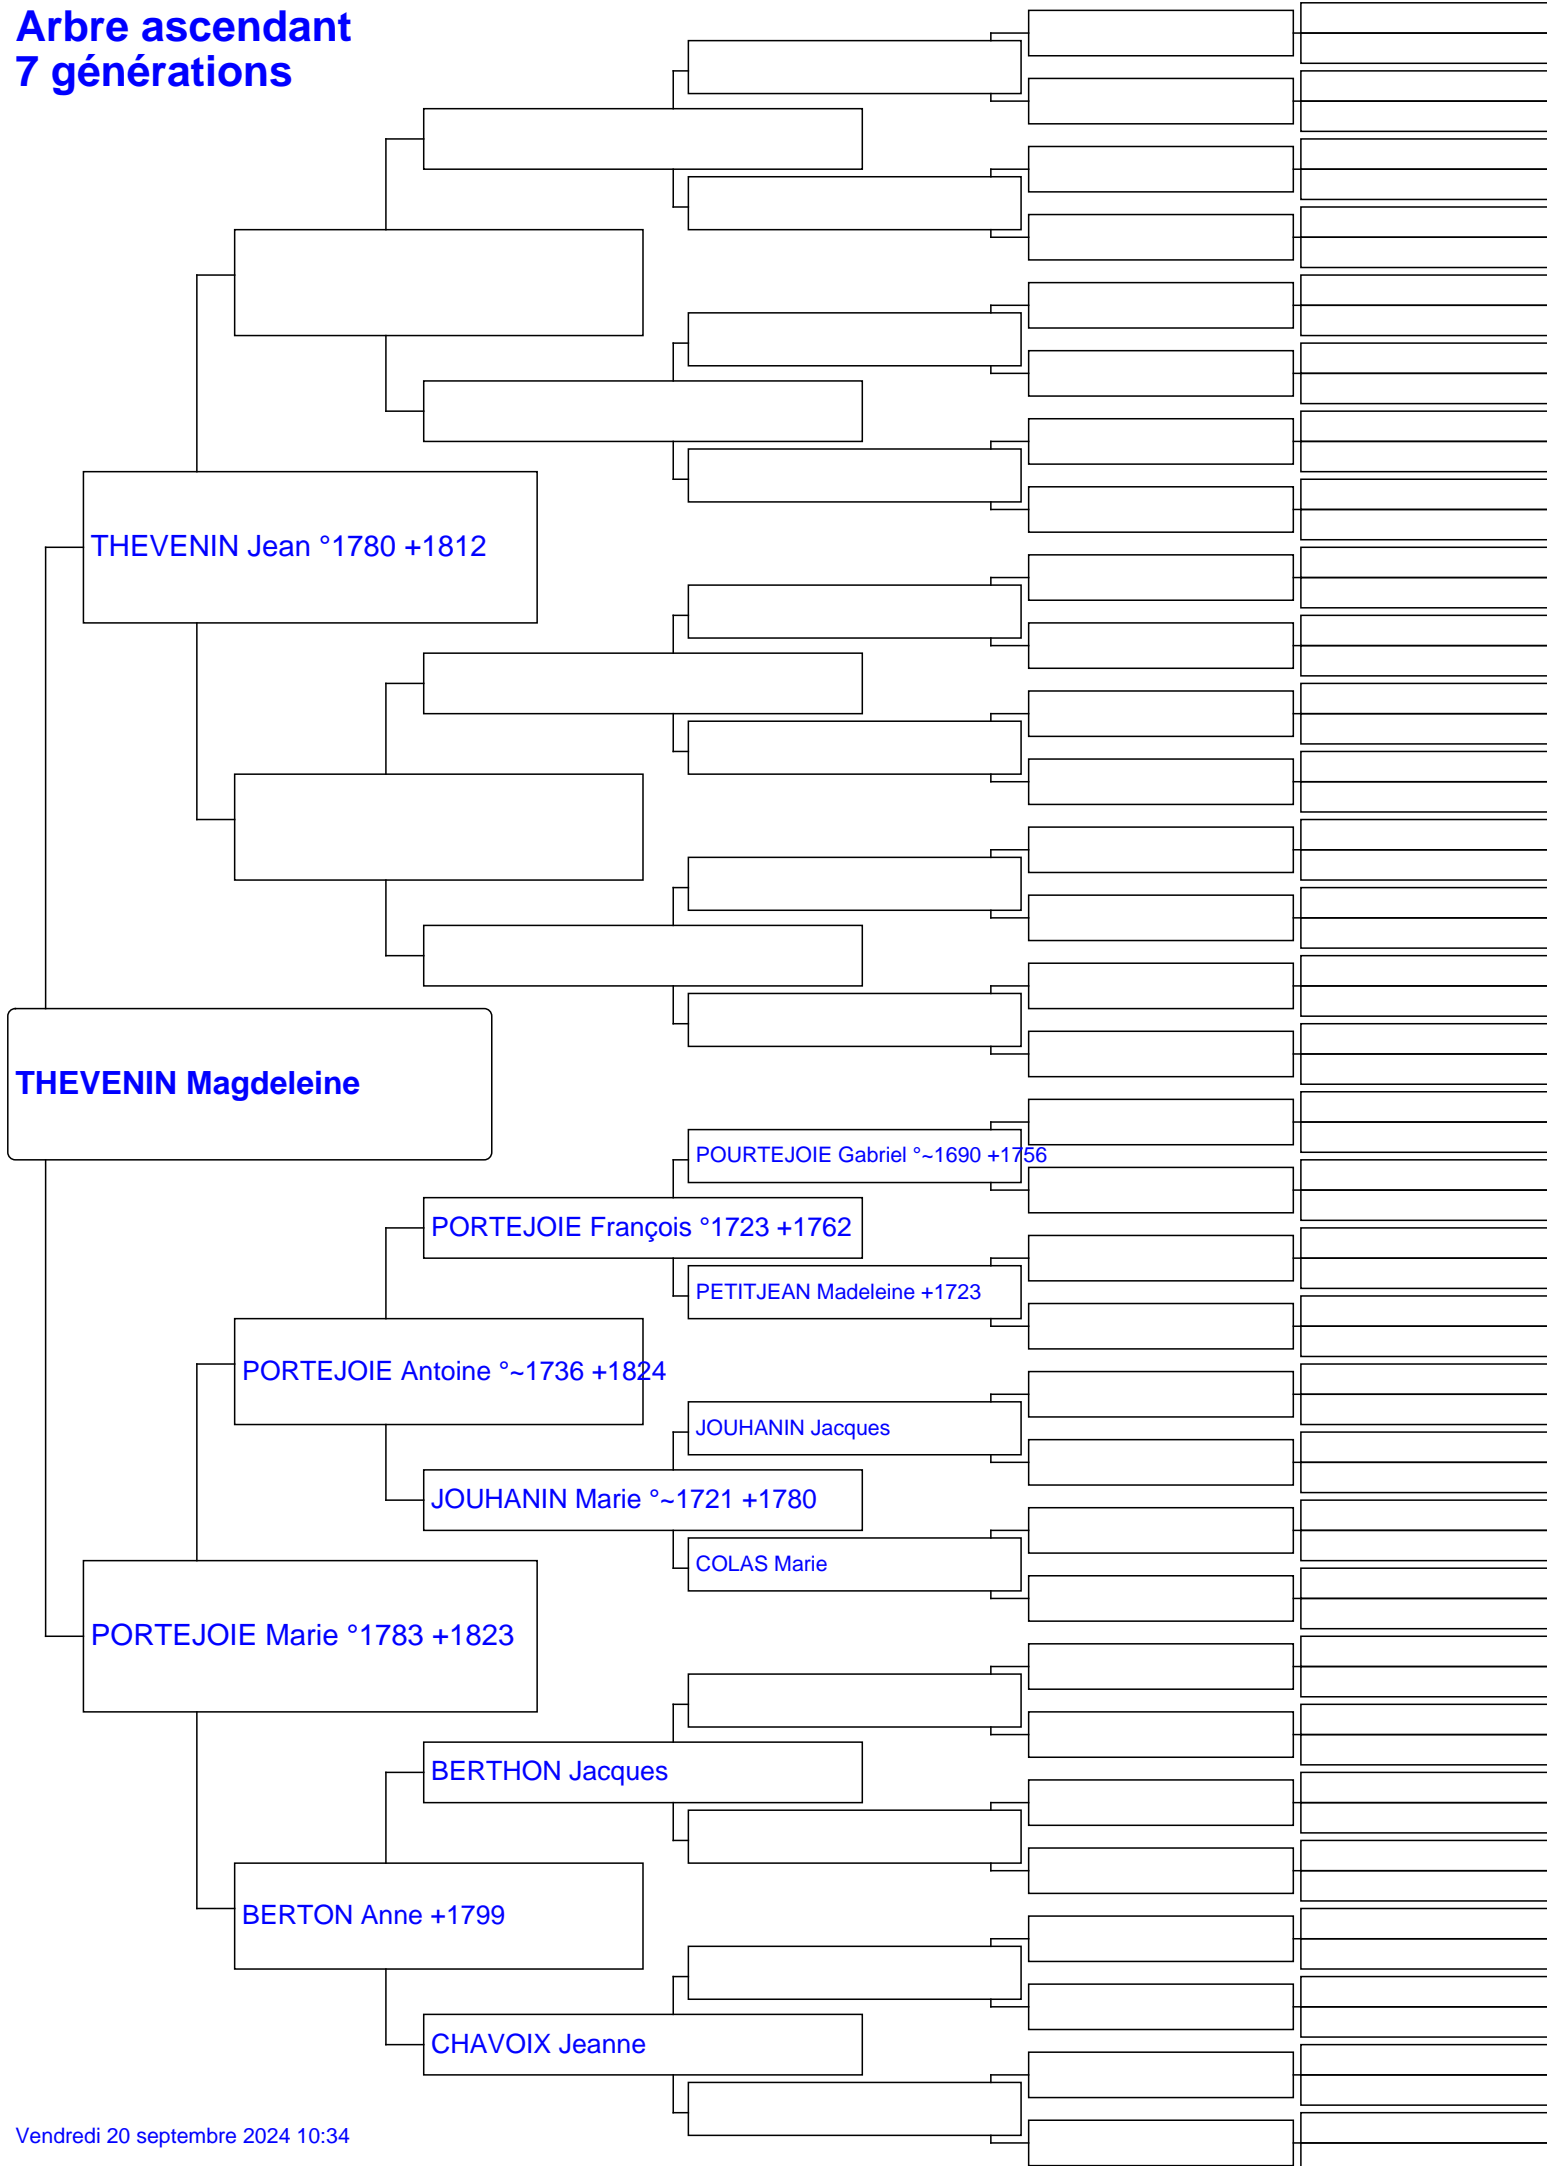 Arbre ascendant
7 générations
THEVENIN Jean °1780 +1812
THEVENIN Magdeleine
POURTEJOIE Gabriel °~1690 +1756
PORTEJOIE François °1723 +1762
PETITJEAN Madeleine +1723
PORTEJOIE Antoine °~1736 +1824
JOUHANIN Jacques
JOUHANIN Marie °~1721 +1780
COLAS Marie
PORTEJOIE Marie °1783 +1823
BERTHON Jacques
BERTON Anne +1799
CHAVOIX Jeanne
Vendredi 20 septembre 2024 10:34